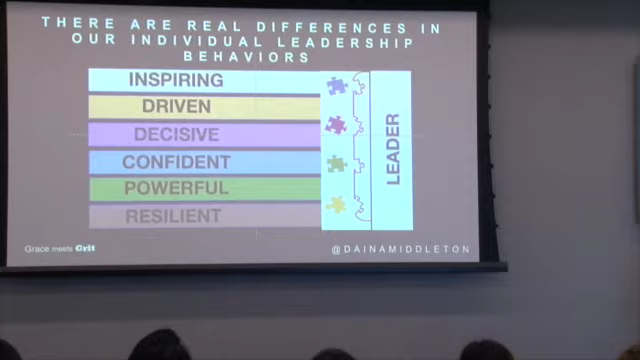 THERE ARE REAL DIFFERENCES IN
OUR INDIVIDUAL LEADERSHIP
BEHAVIORS
INSPIRING
DRIVEN
DECISIVE
CONFIDENT
POWERFUL
RESILIENT
LEADER
Grace meets Grit
@DAINAMIDDLETON